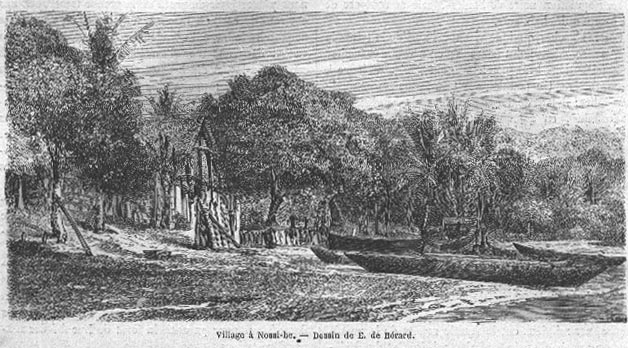 Village à Nossi-be. — Dessin de E. de Bérard.